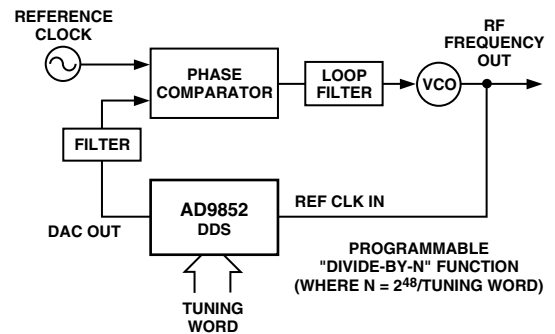 REFERENCE
CLOCK
PHASE
COMPARATOR
LOOP
FILTER
VCO
RF
FREQUENCY
OUT
FILTER
DAC OUT
AD9852
DDS
REF CLK IN
TUNING
WORD
PROGRAMMABLE
"DIVIDE-BY-N" FUNCTION
(WHERE N = 2⁴⁸/TUNING WORD)